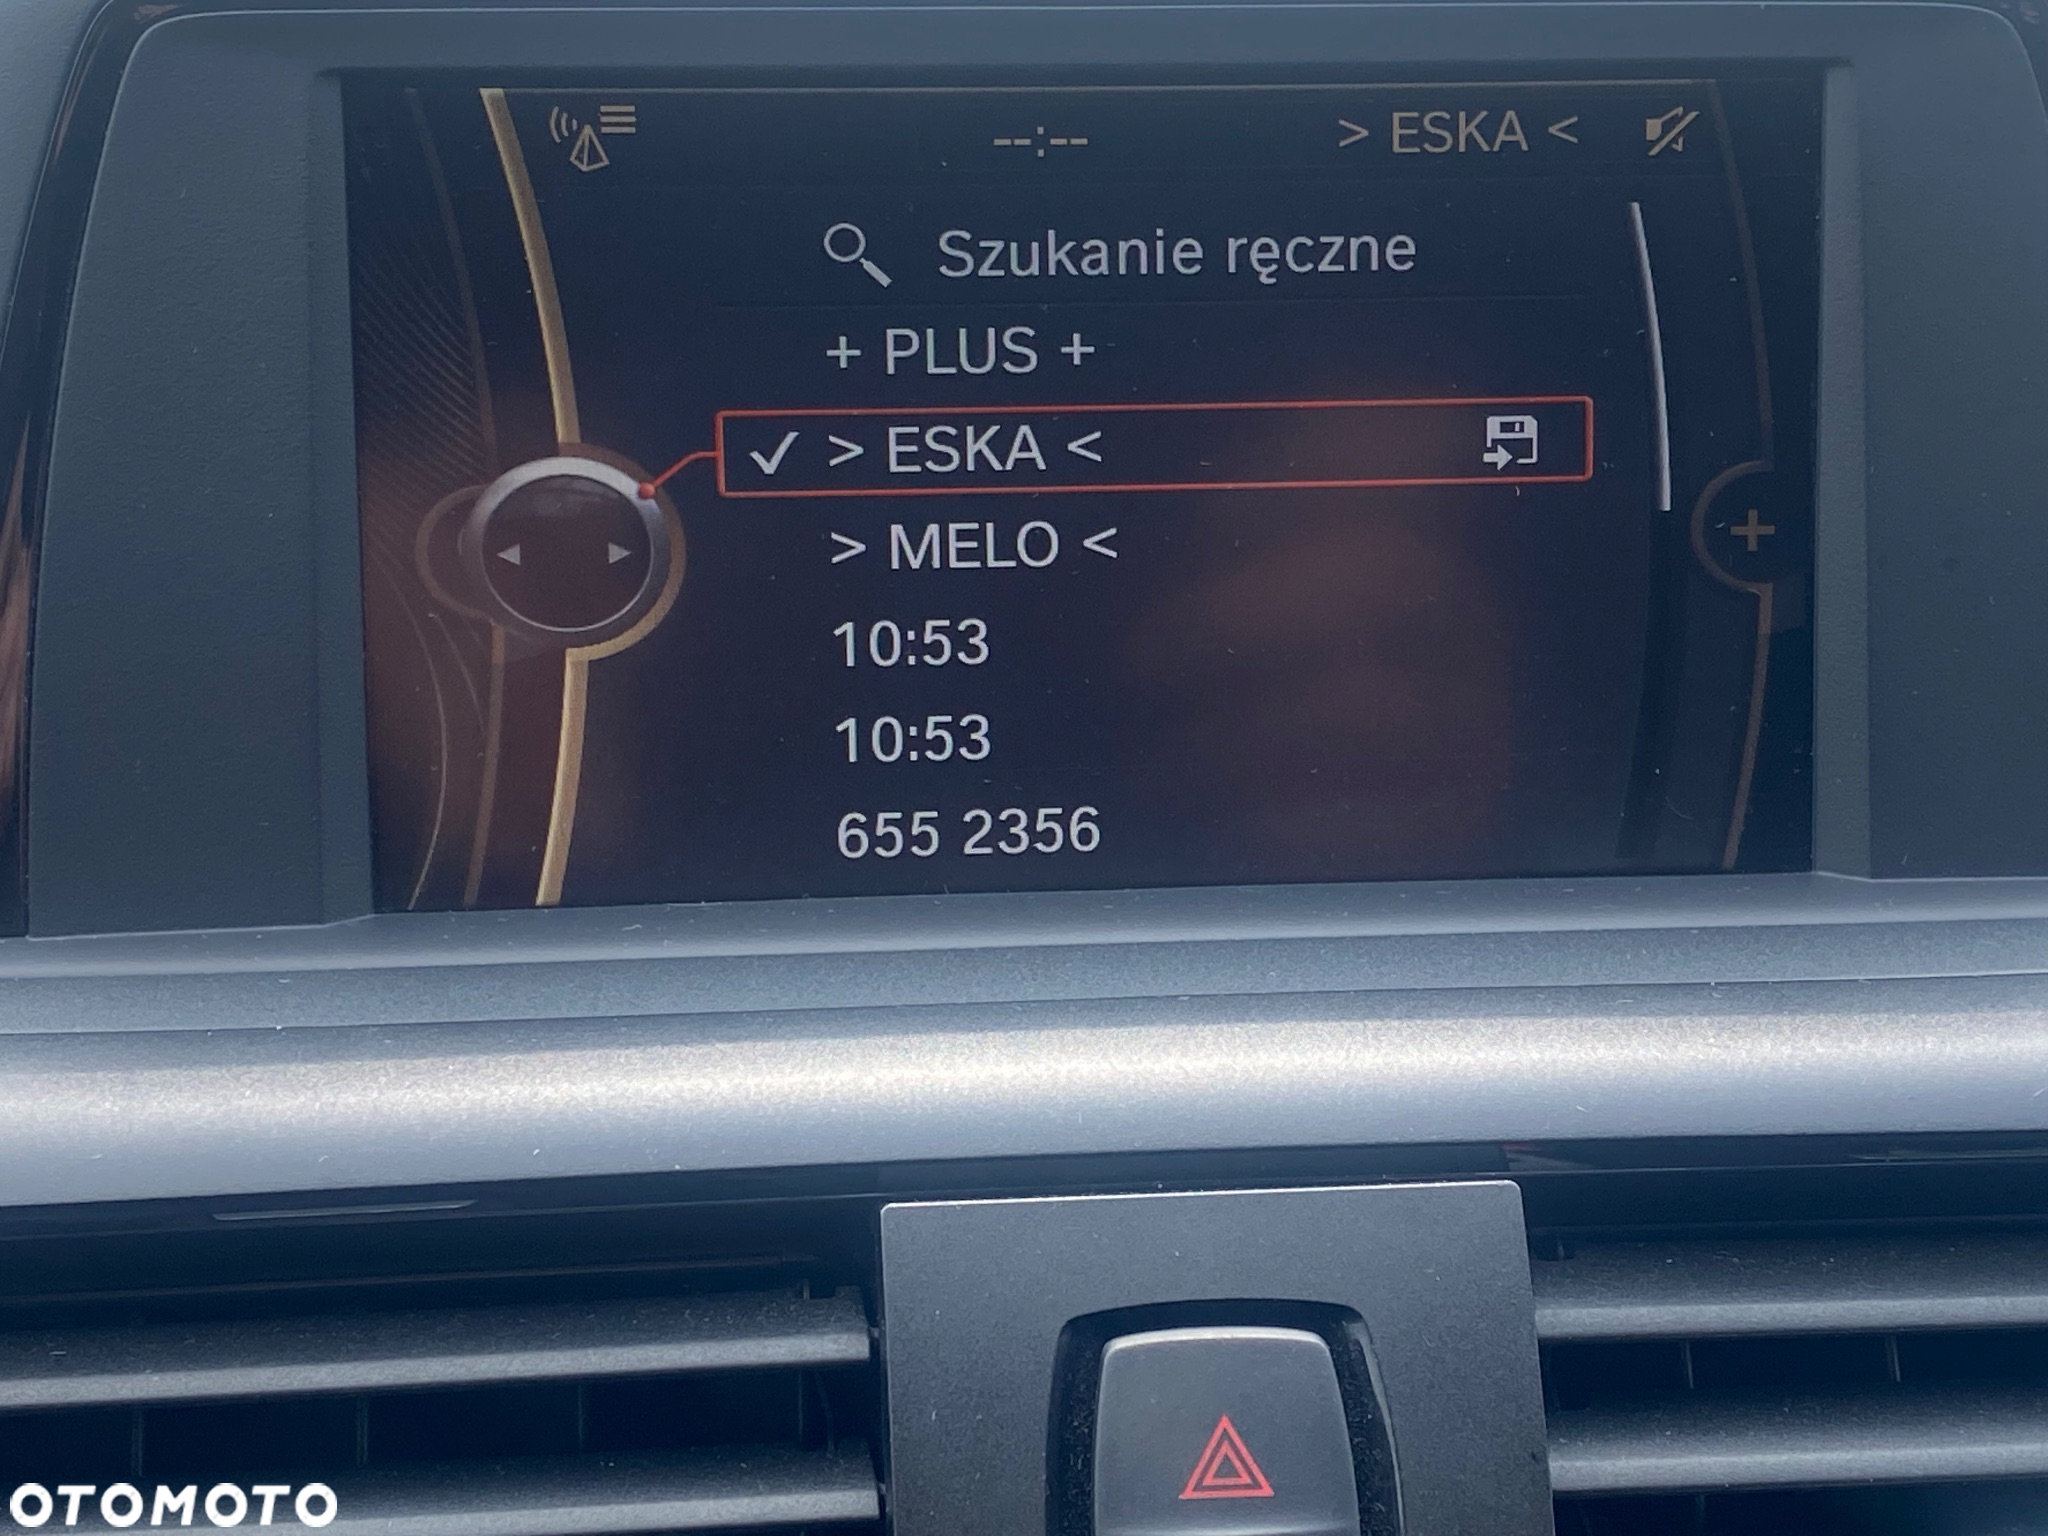 --:-- > ESKA <
Szukanie ręczne
+ PLUS +
> ESKA <
> MELO <
10:53
10:53
655 2356
OTOMOTO